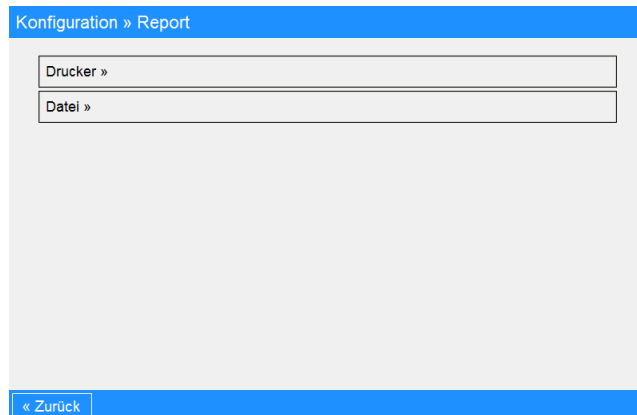 Konfiguration » Report
Drucker »
Datei »
« Zurück